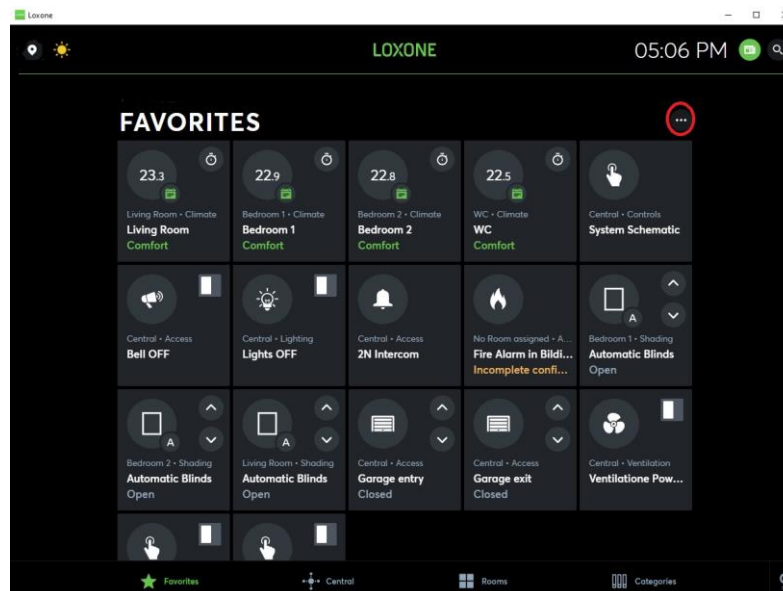 Loxone
LOXONE
05:06 PM
FAVORITES
23.3
Living Room • Climate
Living Room
Comfort
22.9
Bedroom 1 • Climate
Bedroom 1
Comfort
22.8
Bedroom 2 • Climate
Bedroom 2
Comfort
22.5
WC • Climate
WC
Comfort
Central • Controls
System Schematic
Central • Access
Bell OFF
Central • Lighting
Lights OFF
Central • Access
2N Intercom
No Room assigned • A...
Fire Alarm in Bildi...
Incomplete confi...
A
Bedroom 1 • Shading
Automatic Blinds
Open
A
Bedroom 2 • Shading
Automatic Blinds
Open
A
Living Room • Shading
Automatic Blinds
Open
Central • Access
Garage entry
Closed
Central • Access
Garage exit
Closed
Central • Ventilation
Ventilatione Pow...
Favorites
Central
Rooms
Categories